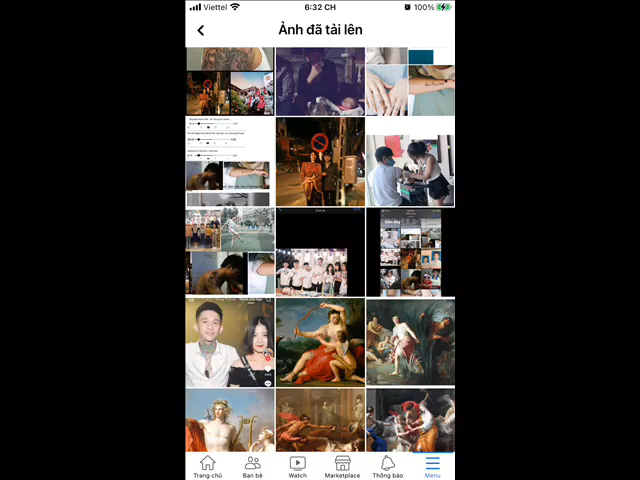 Viettel
6:32 CH
100%
Ảnh đã tải lên
Trang chủ
Bạn bè
Watch
Marketplace
Thông báo
Menu